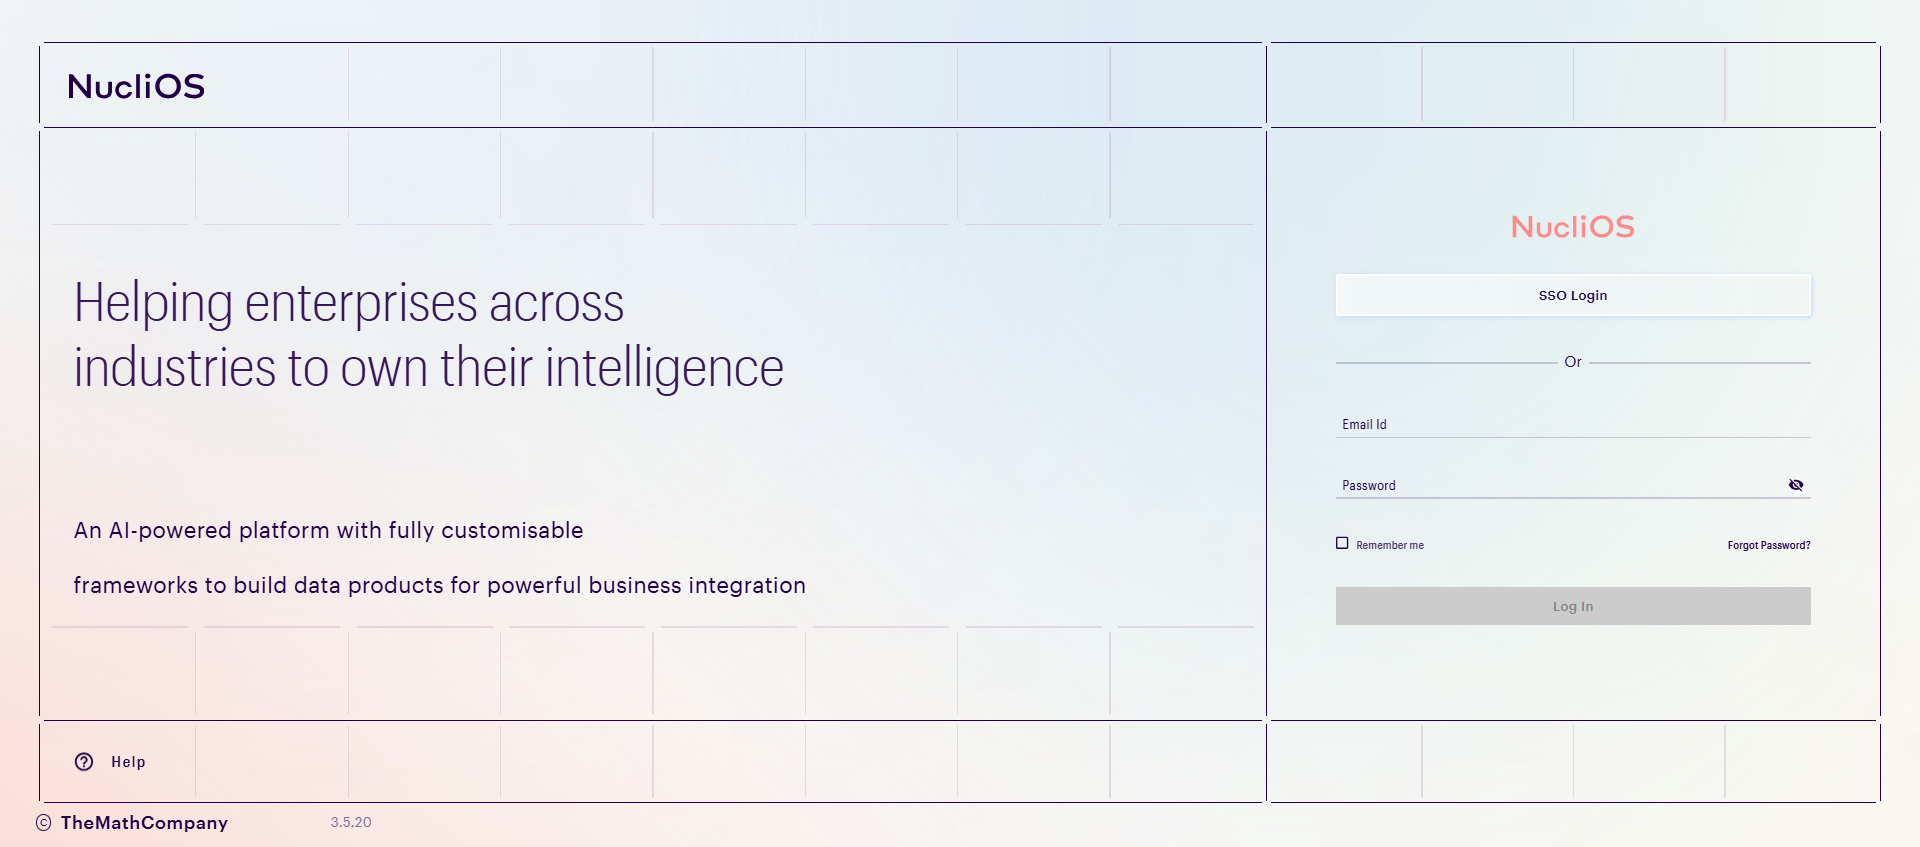 NucliOS
Helping enterprises across
industries to own their intelligence
An AI-powered platform with fully customisable
frameworks to build data products for powerful business integration
NucliOS
SSO Login
Or
Email Id
Password
Remember me
Forgot Password?
Log In
Help
© TheMathCompany
3.5.20